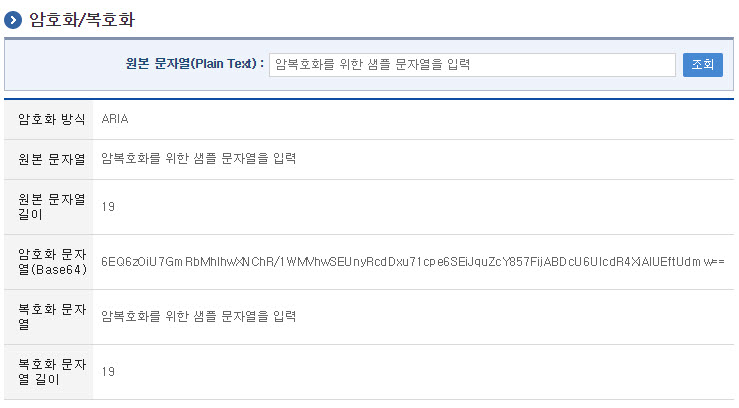 암호화/복호화
원본 문자열(Plain Text) : 암복호화를 위한 샘플 문자열을 입력 조회
암호화 방식 ARIA
원본 문자열 암복호화를 위한 샘플 문자열을 입력
원본 문자열
길이 19
암호화 문자
열(Base64) 6EQ6zOiU7GmRbMhIhwXNChR/1WMVhwSEUnyRcdDxu71cpe6SEiJquZcY857FijABDcU6UIcdR4XiAIUEftUdmw==
복호화 문자
열 암복호화를 위한 샘플 문자열을 입력
복호화 문자
열 길이 19